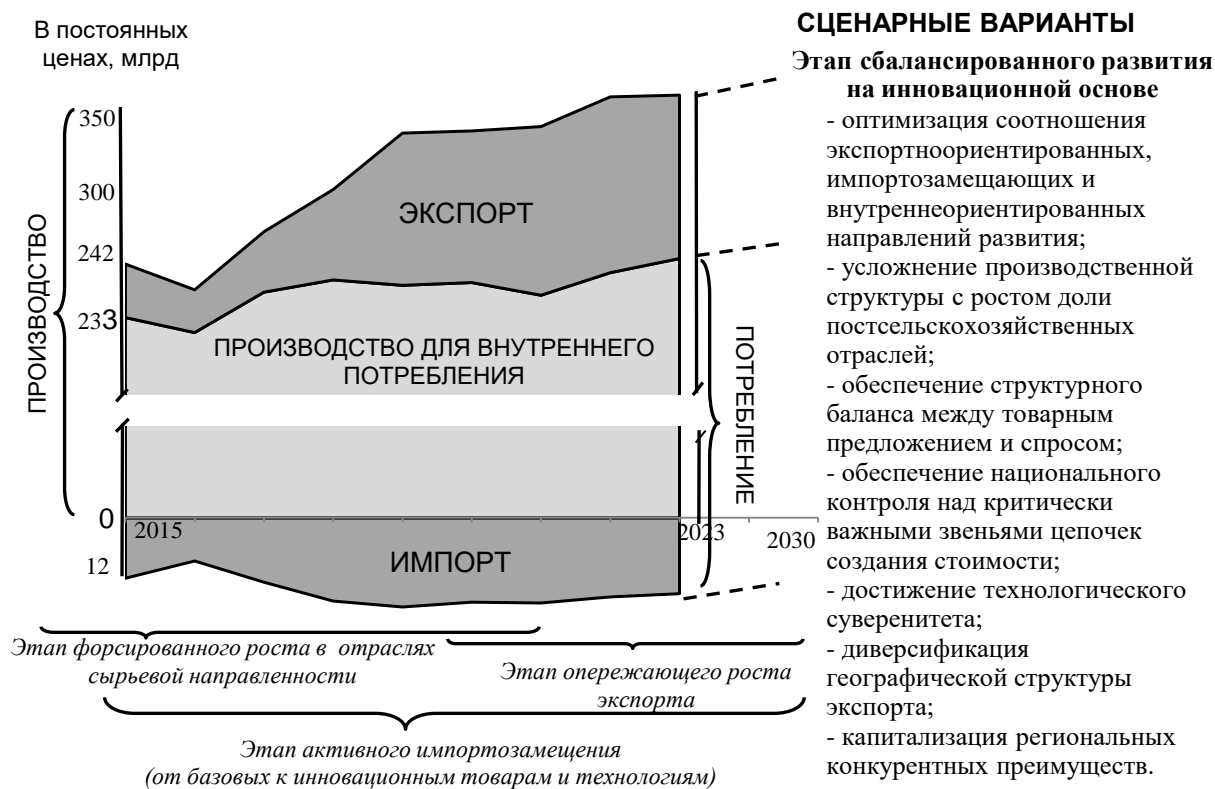 В постоянных
ценах, млрд
350
300
242
233
0
12
ПРОИЗВОДСТВО
ЭКСПОРТ
ПРОИЗВОДСТВО ДЛЯ ВНУТРЕННЕГО
ПОТРЕБЛЕНИЯ
ПОТРЕБЛЕНИЕ
2015
2023
2030
ИМПОРТ
Этап форсированного роста в отраслях
сырьевой направленности
Этап опережающего роста
экспорта
Этап активного импортозамещения
(от базовых к инновационным товарам и технологиям)
СЦЕНАРНЫЕ ВАРИАНТЫ
Этап сбалансированного развития
на инновационной основе
- оптимизация соотношения
экспортноориентированных,
импортозамещающих и
внутреннеориентированных
направлений развития;
- усложнение производственной
структуры с ростом доли
постсельскохозяйственных
отраслей;
- обеспечение структурного
баланса между товарным
предложением и спросом;
- обеспечение национального
контроля над критически
важными звеньями цепочек
создания стоимости;
- достижение технологического
суверенитета;
- диверсификация
географической структуры
экспорта;
- капитализация региональных
конкурентных преимуществ.